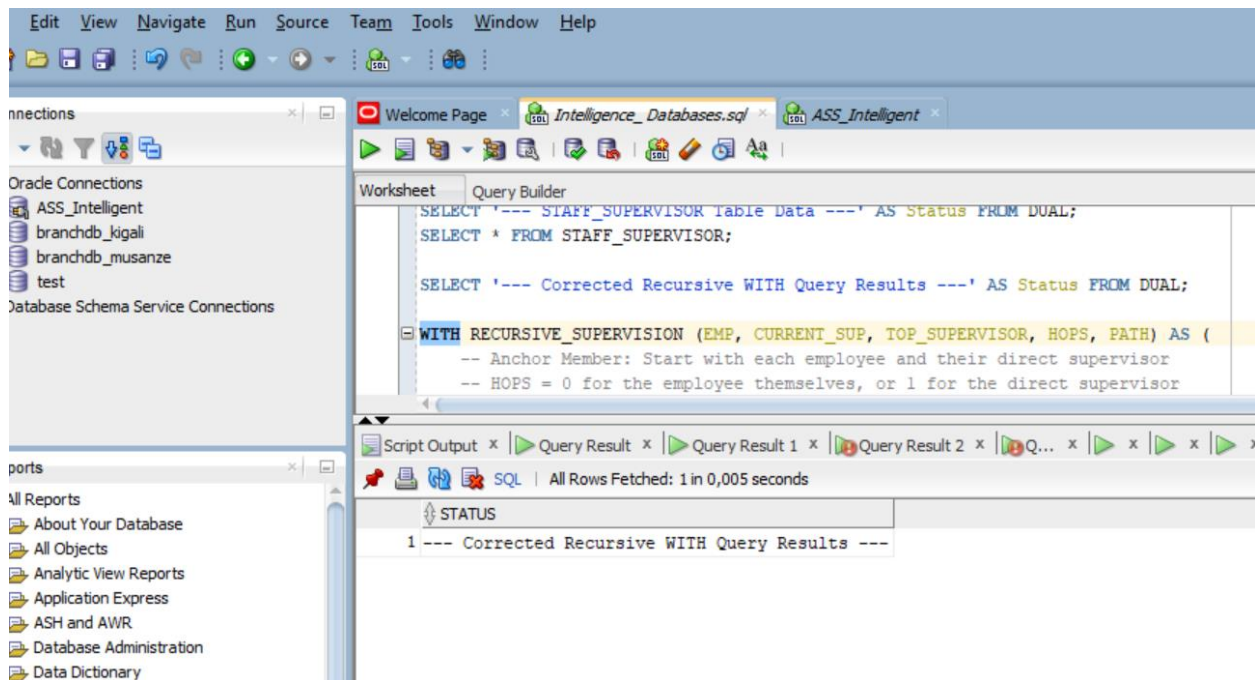 Edit View Navigate Run Source Team Tools Window Help
nnections
Oracle Connections
ASS_Intelligent
branchdb_kigali
branchdb_musanze
test
Database Schema Service Connections
Welcome Page
Intelligence_ Databases.sql
ASS_Intelligent
Worksheet Query Builder
SELECT '--- STAFF_SUPERVISOR Table Data ---' AS Status FROM DUAL;
SELECT * FROM STAFF_SUPERVISOR;
SELECT '--- Corrected Recursive WITH Query Results ---' AS Status FROM DUAL;
WITH RECURSIVE_SUPERVISION (EMP, CURRENT_SUP, TOP_SUPERVISOR, HOPS, PATH) AS (
-- Anchor Member: Start with each employee and their direct supervisor
-- HOPS = 0 for the employee themselves, or 1 for the direct supervisor
Script Output x Query Result x Query Result 1 x Query Result 2 x Q... x x x
SQL | All Rows Fetched: 1 in 0,005 seconds
STATUS
1 --- Corrected Recursive WITH Query Results ---
ports
All Reports
About Your Database
All Objects
Analytic View Reports
Application Express
ASH and AWR
Database Administration
Data Dictionary